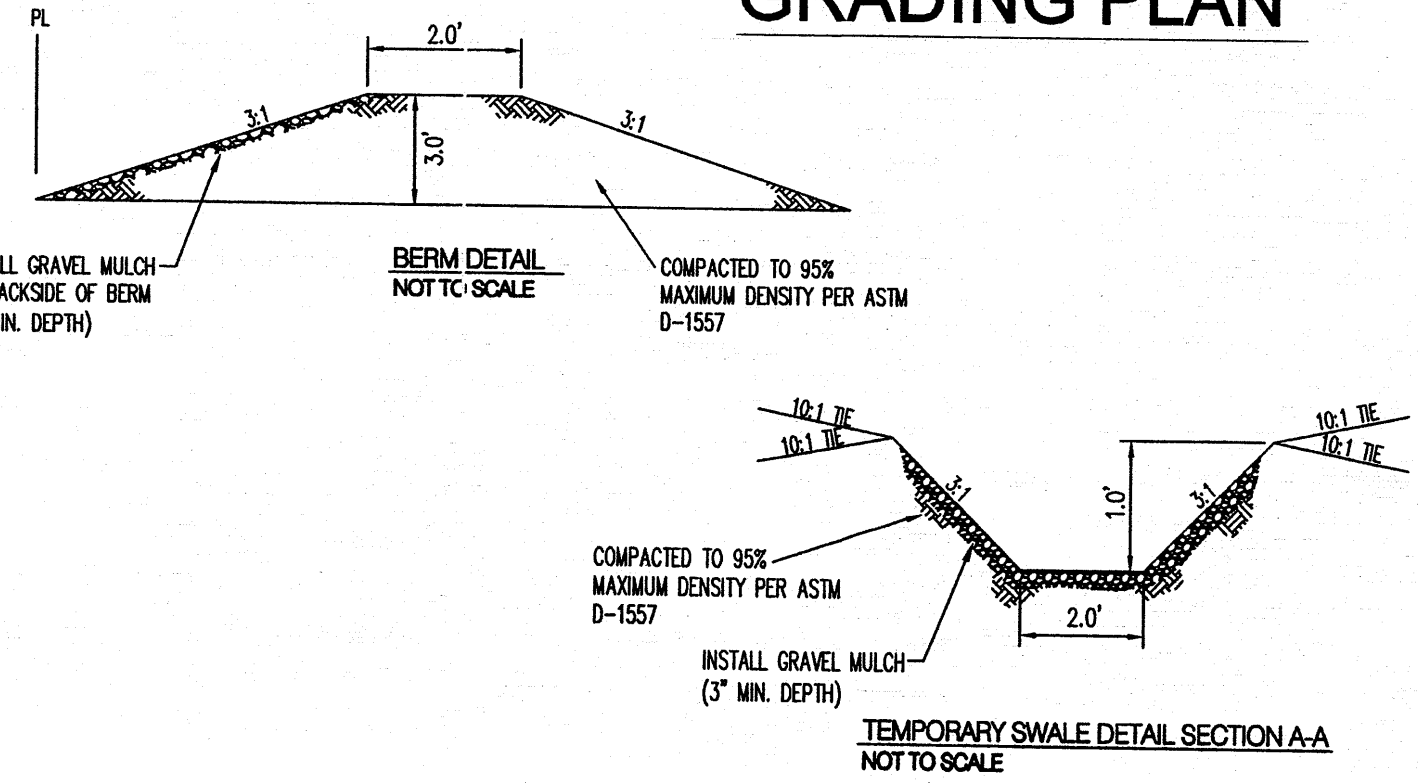 GRADING PLAN
PL
2.0'
3:1
3:1
3.0'
GRAVEL MULCH
OF BERM
DEPTH)
BERM DETAIL
NOT TO SCALE
COMPACTED TO 95%
MAXIMUM DENSITY PER ASTM
D-1557
10:1 TIE
10:1 TIE
10:1 TIE
10:1 TIE
3:1
3:1
1.0'
COMPACTED TO 95%
MAXIMUM DENSITY PER ASTM
D-1557
2.0'
INSTALL GRAVEL MULCH
(3" MIN. DEPTH)
TEMPORARY SWALE DETAIL SECTION A-A
NOT TO SCALE